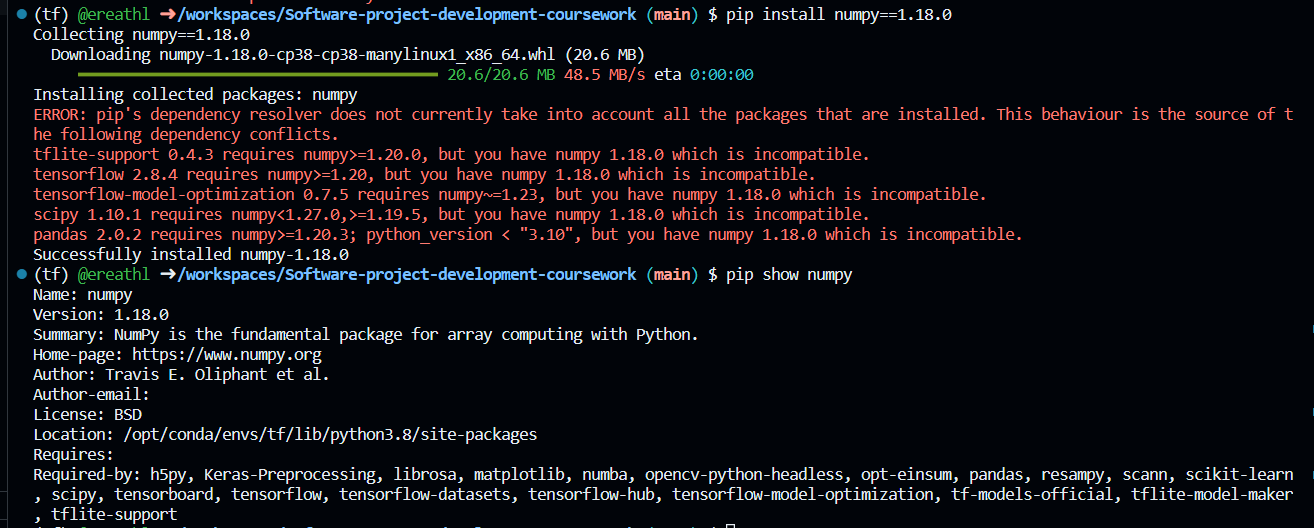 (tf) @ereathl ➜/workspaces/Software-project-development-coursework (main) $ pip install numpy==1.18.0
Collecting numpy==1.18.0
Downloading numpy-1.18.0-cp38-cp38-manylinux1_x86_64.whl (20.6 MB)
20.6/20.6 MB 48.5 MB/s eta 0:00:00
Installing collected packages: numpy
ERROR: pip's dependency resolver does not currently take into account all the packages that are installed. This behaviour is the source of t
he following dependency conflicts.
tflite-support 0.4.3 requires numpy>=1.20.0, but you have numpy 1.18.0 which is incompatible.
tensorflow 2.8.4 requires numpy>=1.20, but you have numpy 1.18.0 which is incompatible.
tensorflow-model-optimization 0.7.5 requires numpy~=1.23, but you have numpy 1.18.0 which is incompatible.
scipy 1.10.1 requires numpy<1.27.0,>=1.19.5, but you have numpy 1.18.0 which is incompatible.
pandas 2.0.2 requires numpy>=1.20.3; python_version < "3.10", but you have numpy 1.18.0 which is incompatible.
Successfully installed numpy-1.18.0
(tf) @ereathl ➜/workspaces/Software-project-development-coursework (main) $ pip show numpy
Name: numpy
Version: 1.18.0
Summary: NumPy is the fundamental package for array computing with Python.
Home-page: https://www.numpy.org
Author: Travis E. Oliphant et al.
Author-email:
License: BSD
Location: /opt/conda/envs/tf/lib/python3.8/site-packages
Requires:
Required-by: h5py, Keras-Preprocessing, librosa, matplotlib, numba, opencv-python-headless, opt-einsum, pandas, resampy, scann, scikit-learn
, scipy, tensorboard, tensorflow, tensorflow-datasets, tensorflow-hub, tensorflow-model-optimization, tf-models-official, tflite-model-maker
, tflite-support